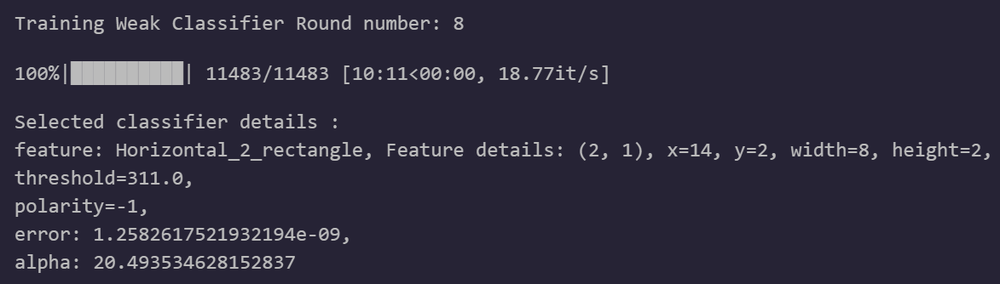 Training Weak Classifier Round number: 8
100%|██████████| 11483/11483 [10:11<00:00, 18.77it/s]
Selected classifier details :
feature: Horizontal_2_rectangle, Feature details: (2, 1), x=14, y=2, width=8, height=2,
threshold=311.0,
polarity=-1,
error: 1.2582617521932194e-09,
alpha: 20.493534628152837